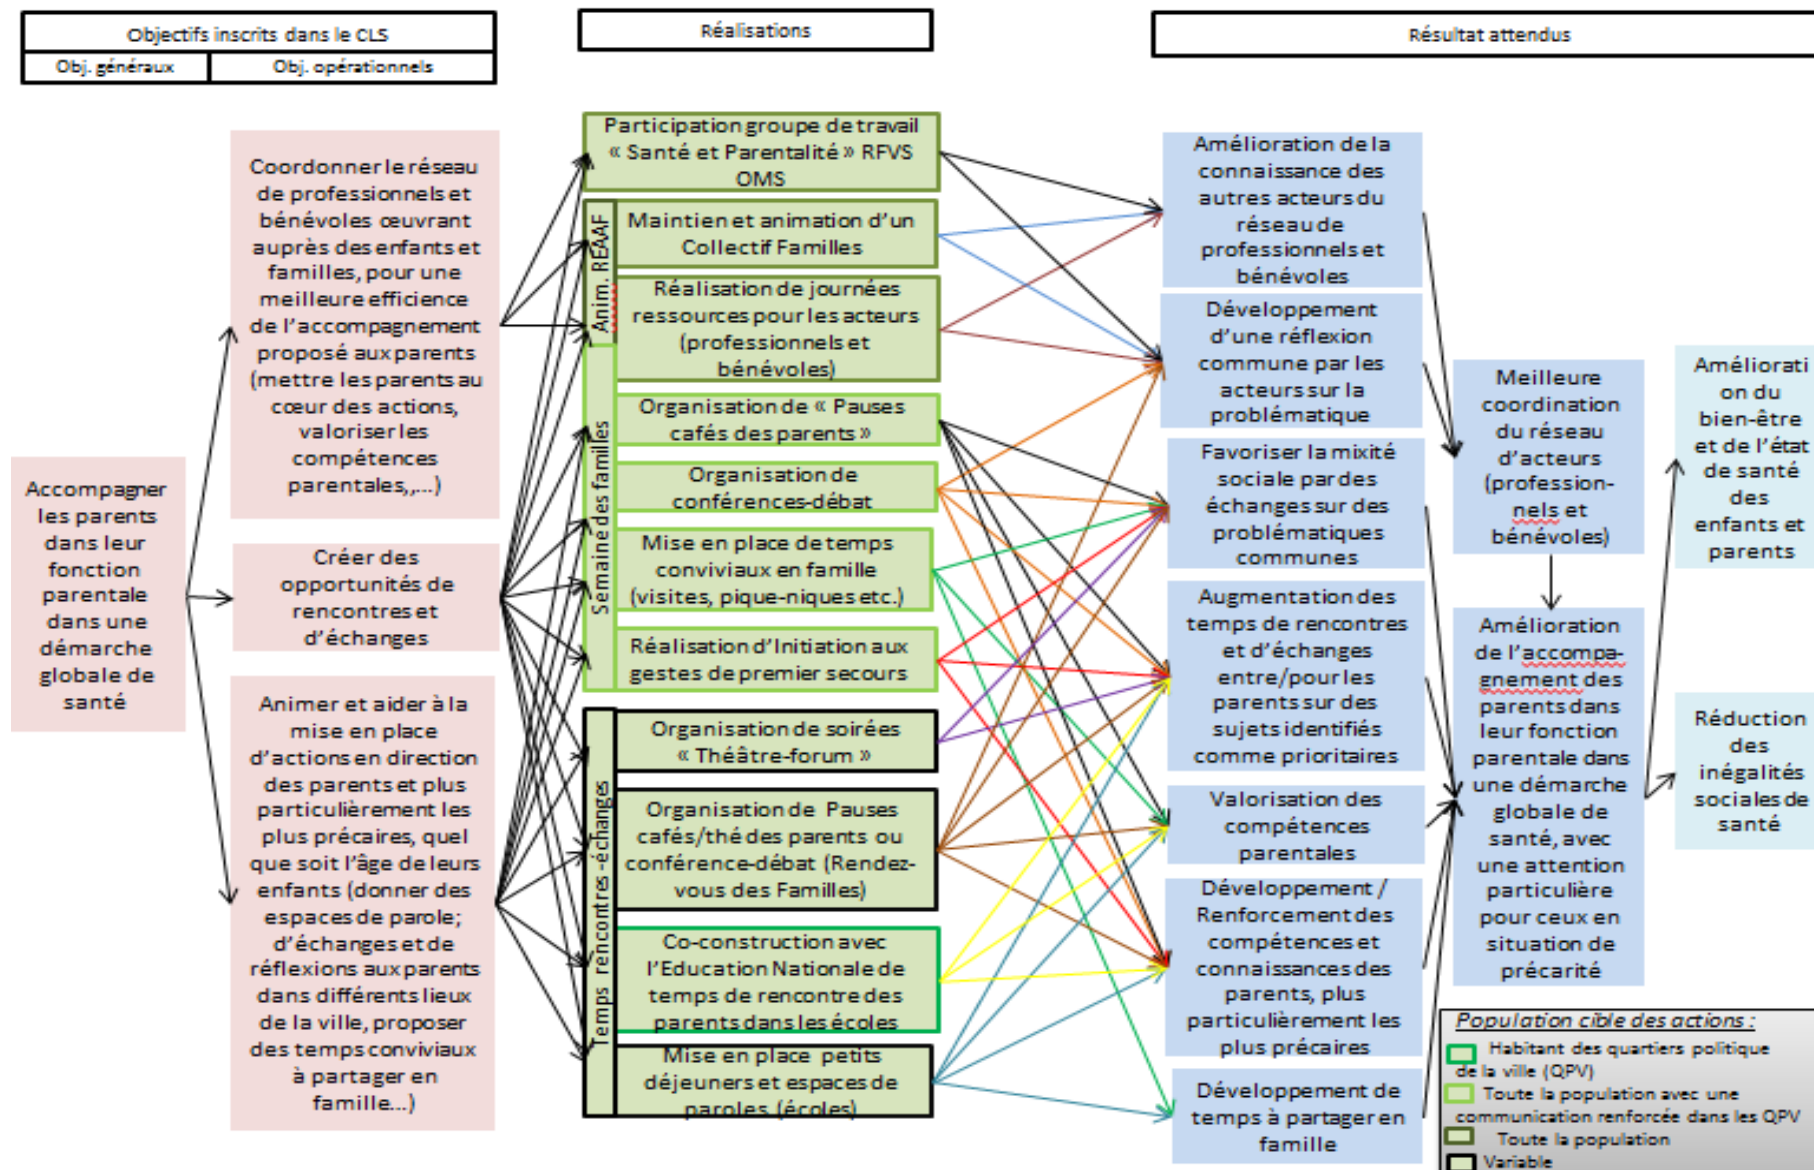 Objectifs inscrits dans le CLS
Obj. généraux
Obj. opérationnels
Réalisations
Résultat attendus
Accompagner
les parents
dans leur
fonction
parentale
dans une
démarche
globale de
santé
Coordonner le réseau
de professionnels et
bénévoles œuvrant
auprès des enfants et
familles, pour une
meilleure efficience
de l'accompagnement
proposé aux parents
(mettre les parents au
cœur des actions,
valoriser les
compétences
parentales,,...)
Créer des
opportunités de
rencontres et
d'échanges
Animer et aider à la
mise en place
d'actions en direction
des parents et plus
particulièrement les
plus précaires, quel
que soit l'âge de leurs
enfants (donner des
espaces de parole;
d'échanges et de
réflexions aux parents
dans différents lieux
de la ville, proposer
des temps conviviaux
à partager en
famille...)
Participation groupe de travail
« Santé et Parentalité » RFVS
OMS
Anim. REAAF
Maintien et animation d'un
Collectif Familles
Réalisation de journées
ressources pour les acteurs
(professionnels et
bénévoles)
Semaine des familles
Organisation de « Pauses
cafés des parents »
Organisation de
conférences-débat
Mise en place de temps
conviviaux en famille
(visites, pique-niques etc.)
Réalisation d'Initiation aux
gestes de premier secours
Temps rencontres -échanges
Organisation de soirées
« Théâtre-forum »
Organisation de Pauses
cafés/thé des parents ou
conférence-débat (Rendez-
vous des Familles)
Co-construction avec
l'Education Nationale de
temps de rencontre des
parents dans les écoles
Mise en place petits
déjeuners et espaces de
paroles (écoles)
Amélioration de la
connaissance des
autres acteurs du
réseau de
professionnels et
bénévoles
Développement
d'une réflexion
commune par les
acteurs sur la
problématique
Favoriser la mixité
sociale par des
échanges sur des
problématiques
communes
Augmentation des
temps de rencontres
et d'échanges
entre/pour les
parents sur des
sujets identifiés
comme prioritaires
Valorisation des
compétences
parentales
Développement /
Renforcement des
compétences et
connaissances des
parents, plus
particulièrement les
plus précaires
Développement de
temps à partager en
famille
Meilleure
coordination
du réseau
d'acteurs
(profession-
nels et
bénévoles)
Amélioration
de l'accompa-
gnement des
parents dans
leur fonction
parentale dans
une démarche
globale de
santé, avec
une attention
particulière
pour ceux en
situation de
précarité
Améliorati
on du
bien-être
et de l'état
de santé
des
enfants et
parents
Réduction
des
inégalités
sociales de
santé
Population cible des actions :
Habitant des quartiers politique
de la ville (QPV)
Toute la population avec une
communication renforcée dans les QPV
Toute la population
Variable